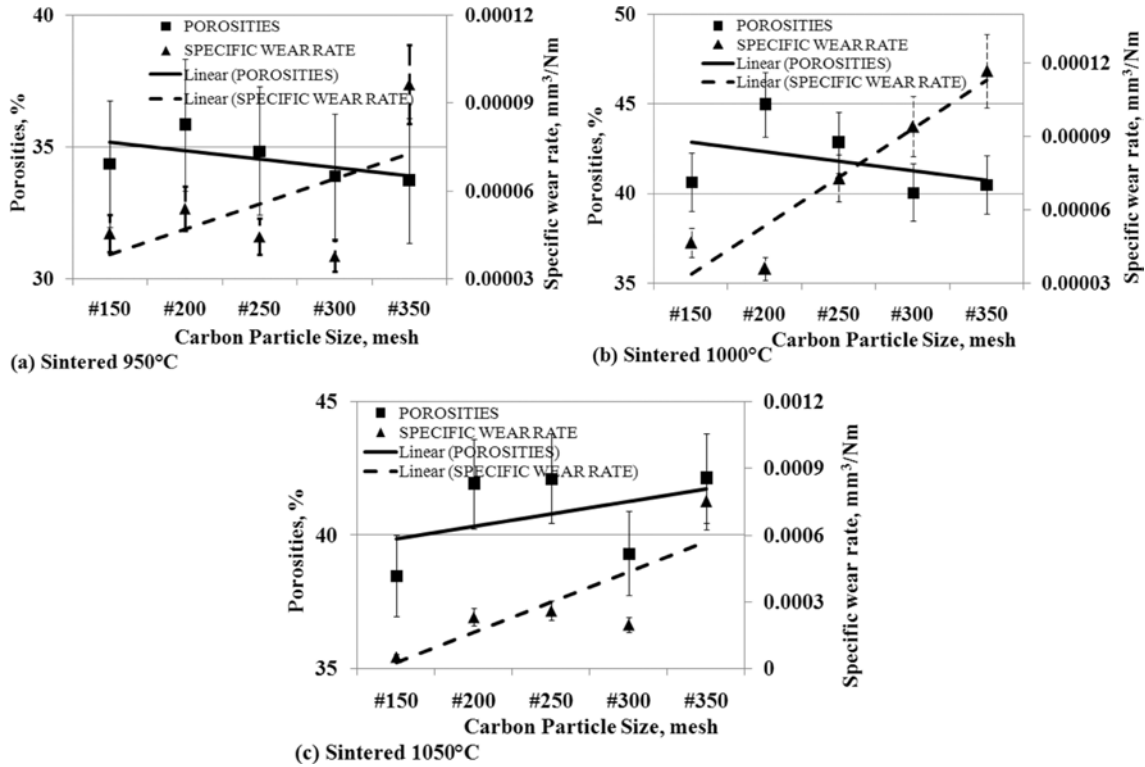 40
35
30
Porosities, %
POROSITIES
SPECIFIC WEAR RATE
Linear (POROSITIES)
Linear (SPECIFIC WEAR RATE)
0.00012
0.00009
0.00006
0.00003
Specific wear rate, mm³/Nm
#150 #200 #250 #300 #350
Carbon Particle Size, mesh
(a) Sintered 950°C
50
45
40
35
Porosities, %
POROSITIES
SPECIFIC WEAR RATE
Linear (POROSITIES)
Linear (SPECIFIC WEAR RATE)
0.00012
0.00009
0.00006
0.00003
Specific wear rate, mm³/Nm
#150 #200 #250 #300 #350
Carbon Particle Size, mesh
(b) Sintered 1000°C
45
40
35
Porosities, %
POROSITIES
SPECIFIC WEAR RATE
Linear (POROSITIES)
Linear (SPECIFIC WEAR RATE)
0.0012
0.0009
0.0006
0.0003
0
Specific wear rate, mm³/Nm
#150 #200 #250 #300 #350
Carbon Particle Size, mesh
(c) Sintered 1050°C